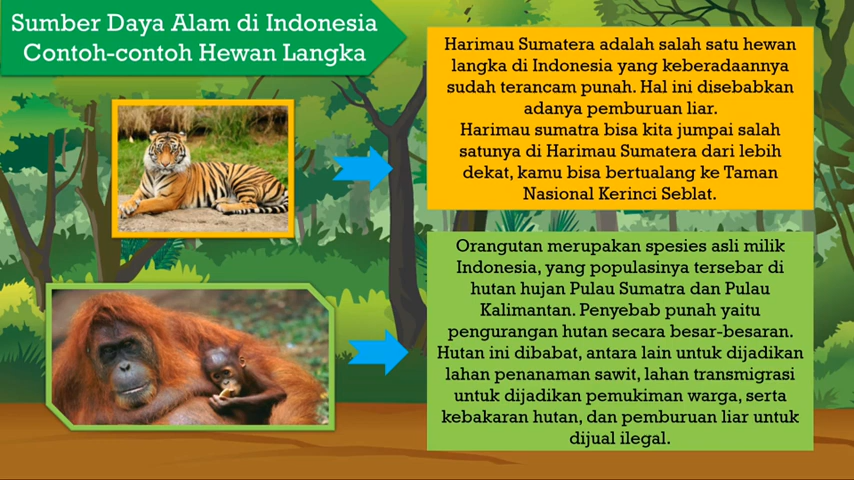 Sumber Daya Alam di Indonesia
Contoh-contoh Hewan Langka
Harimau Sumatera adalah salah satu hewan
langka di Indonesia yang keberadaannya
sudah terancam punah. Hal ini disebabkan
adanya pemburuan liar.
Harimau sumatra bisa kita jumpai salah
satunya di Harimau Sumatera dari lebih
dekat, kamu bisa bertualang ke Taman
Nasional Kerinci Seblat.
Orangutan merupakan spesies asli milik
Indonesia, yang populasinya tersebar di
hutan hujan Pulau Sumatra dan Pulau
Kalimantan. Penyebab punah yaitu
pengurangan hutan secara besar-besaran.
Hutan ini dibabat, antara lain untuk dijadikan
lahan penanaman sawit, lahan transmigrasi
untuk dijadikan pemukiman warga, serta
kebakaran hutan, dan pemburuan liar untuk
dijual ilegal.